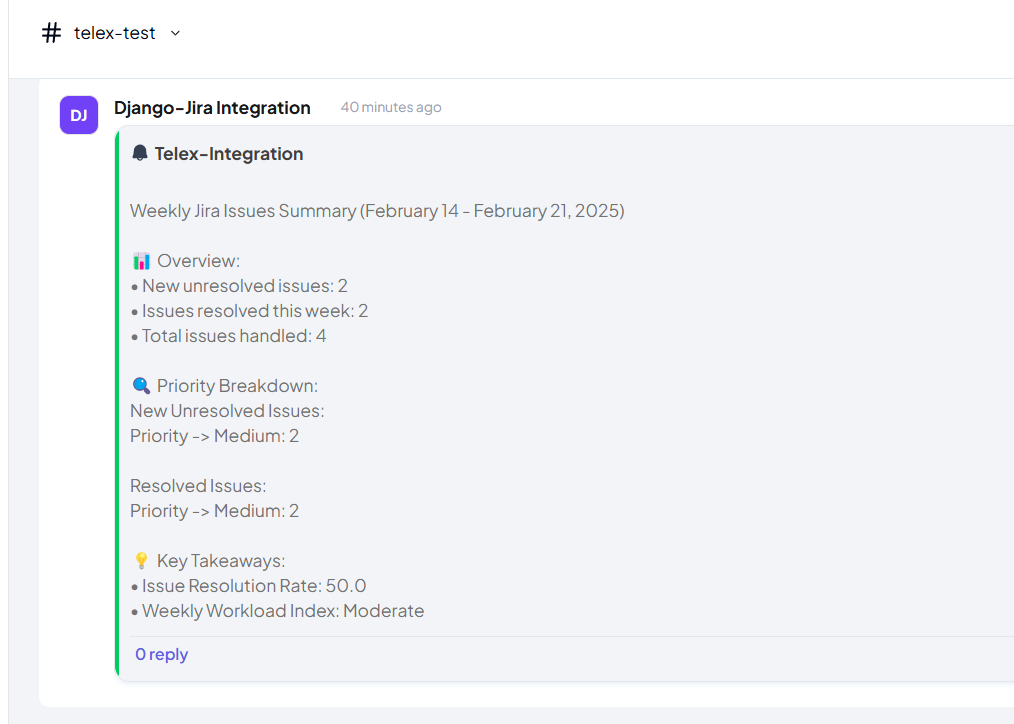 # telex-test
DJ
Django-Jira Integration 40 minutes ago
Telex-Integration
Weekly Jira Issues Summary (February 14 - February 21, 2025)
Overview:
• New unresolved issues: 2
• Issues resolved this week: 2
• Total issues handled: 4
Priority Breakdown:
New Unresolved Issues:
Priority -> Medium: 2
Resolved Issues:
Priority -> Medium: 2
Key Takeaways:
• Issue Resolution Rate: 50.0
• Weekly Workload Index: Moderate
0 reply